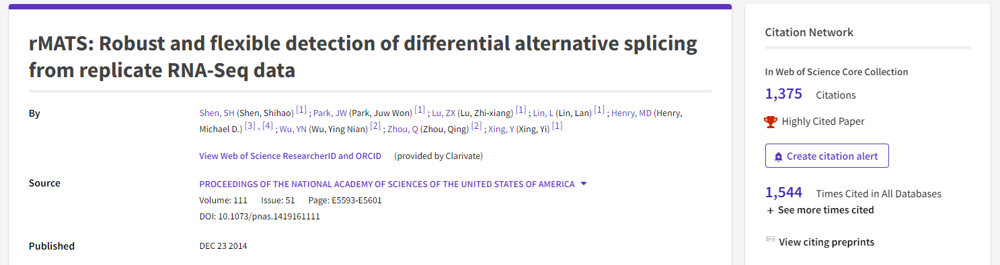 rMATS: Robust and flexible detection of differential alternative splicing
from replicate RNA-Seq data
By
Shen, SH (Shen, Shihao) [1] ; Park, JW (Park, Juw Won) [1] ; Lu, ZX (Lu, Zhi-xiang) [1] ; Lin, L (Lin, Lan) [1] ; Henry, MD (Henry,
Michael D.) [3] , [4] ; Wu, YN (Wu, Ying Nian) [2] ; Zhou, Q (Zhou, Qing) [2] ; Xing, Y (Xing, Yi) [1]
View Web of Science ResearcherID and ORCID (provided by Clarivate)
Source
PROCEEDINGS OF THE NATIONAL ACADEMY OF SCIENCES OF THE UNITED STATES OF AMERICA
Volume: 111 Issue: 51 Page: E5593-E5601
DOI: 10.1073/pnas.1419161111
Published
DEC 23 2014
Citation Network
In Web of Science Core Collection
1,375 Citations
Highly Cited Paper
Create citation alert
1,544 Times Cited in All Databases
+ See more times cited
View citing preprints